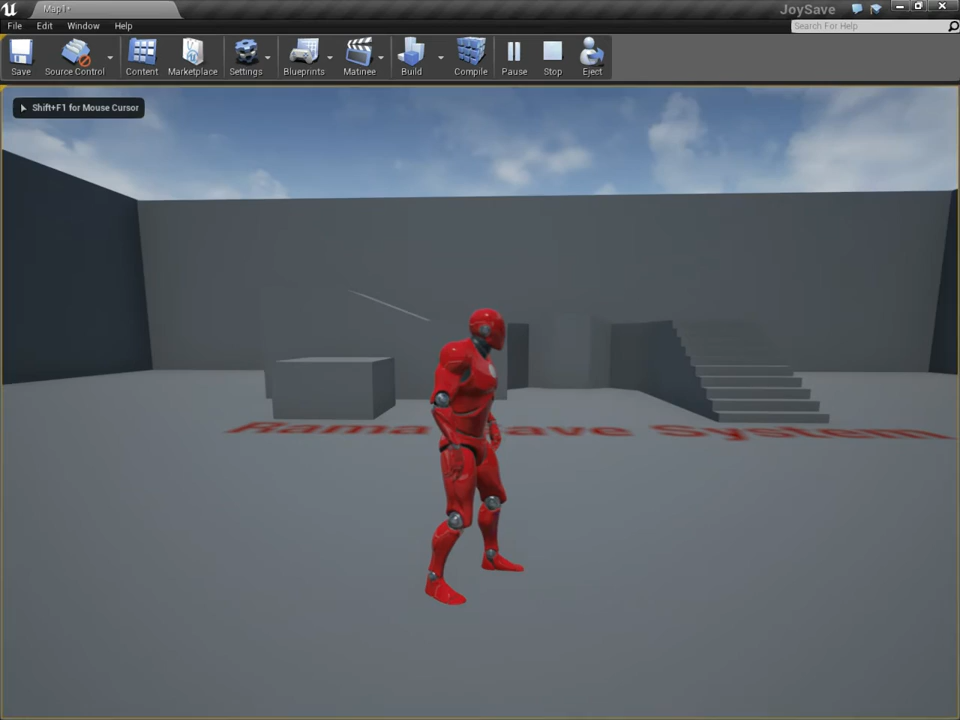 Map1*
JoySave
File Edit Window Help
Search For Help
Save Source Control Content Marketplace Settings Blueprints Matinee Build Compile Pause Stop Eject
Shift+F1 for Mouse Cursor
Rama Save System